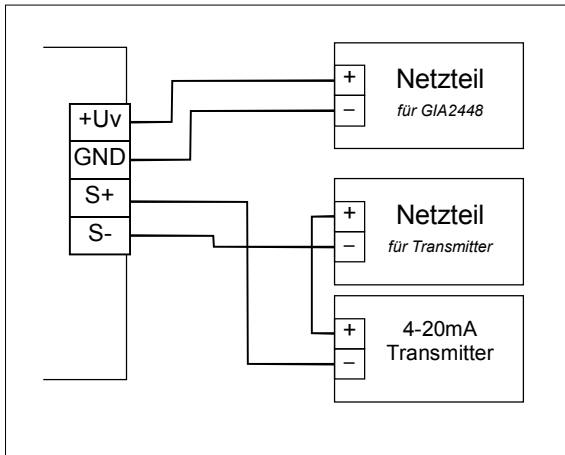 +Uv
GND
S+
S-
+
Netzteil
–
für GIA2448
+
Netzteil
–
für Transmitter
+
4-20mA
–
Transmitter